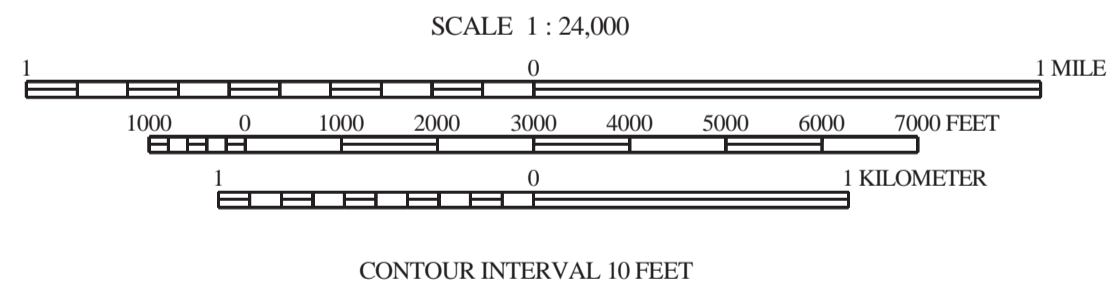 SCALE 1 : 24,000
1 0 1 MILE
1000 0 1000 2000 3000 4000 5000 6000 7000 FEET
1 0 1 KILOMETER
CONTOUR INTERVAL 10 FEET